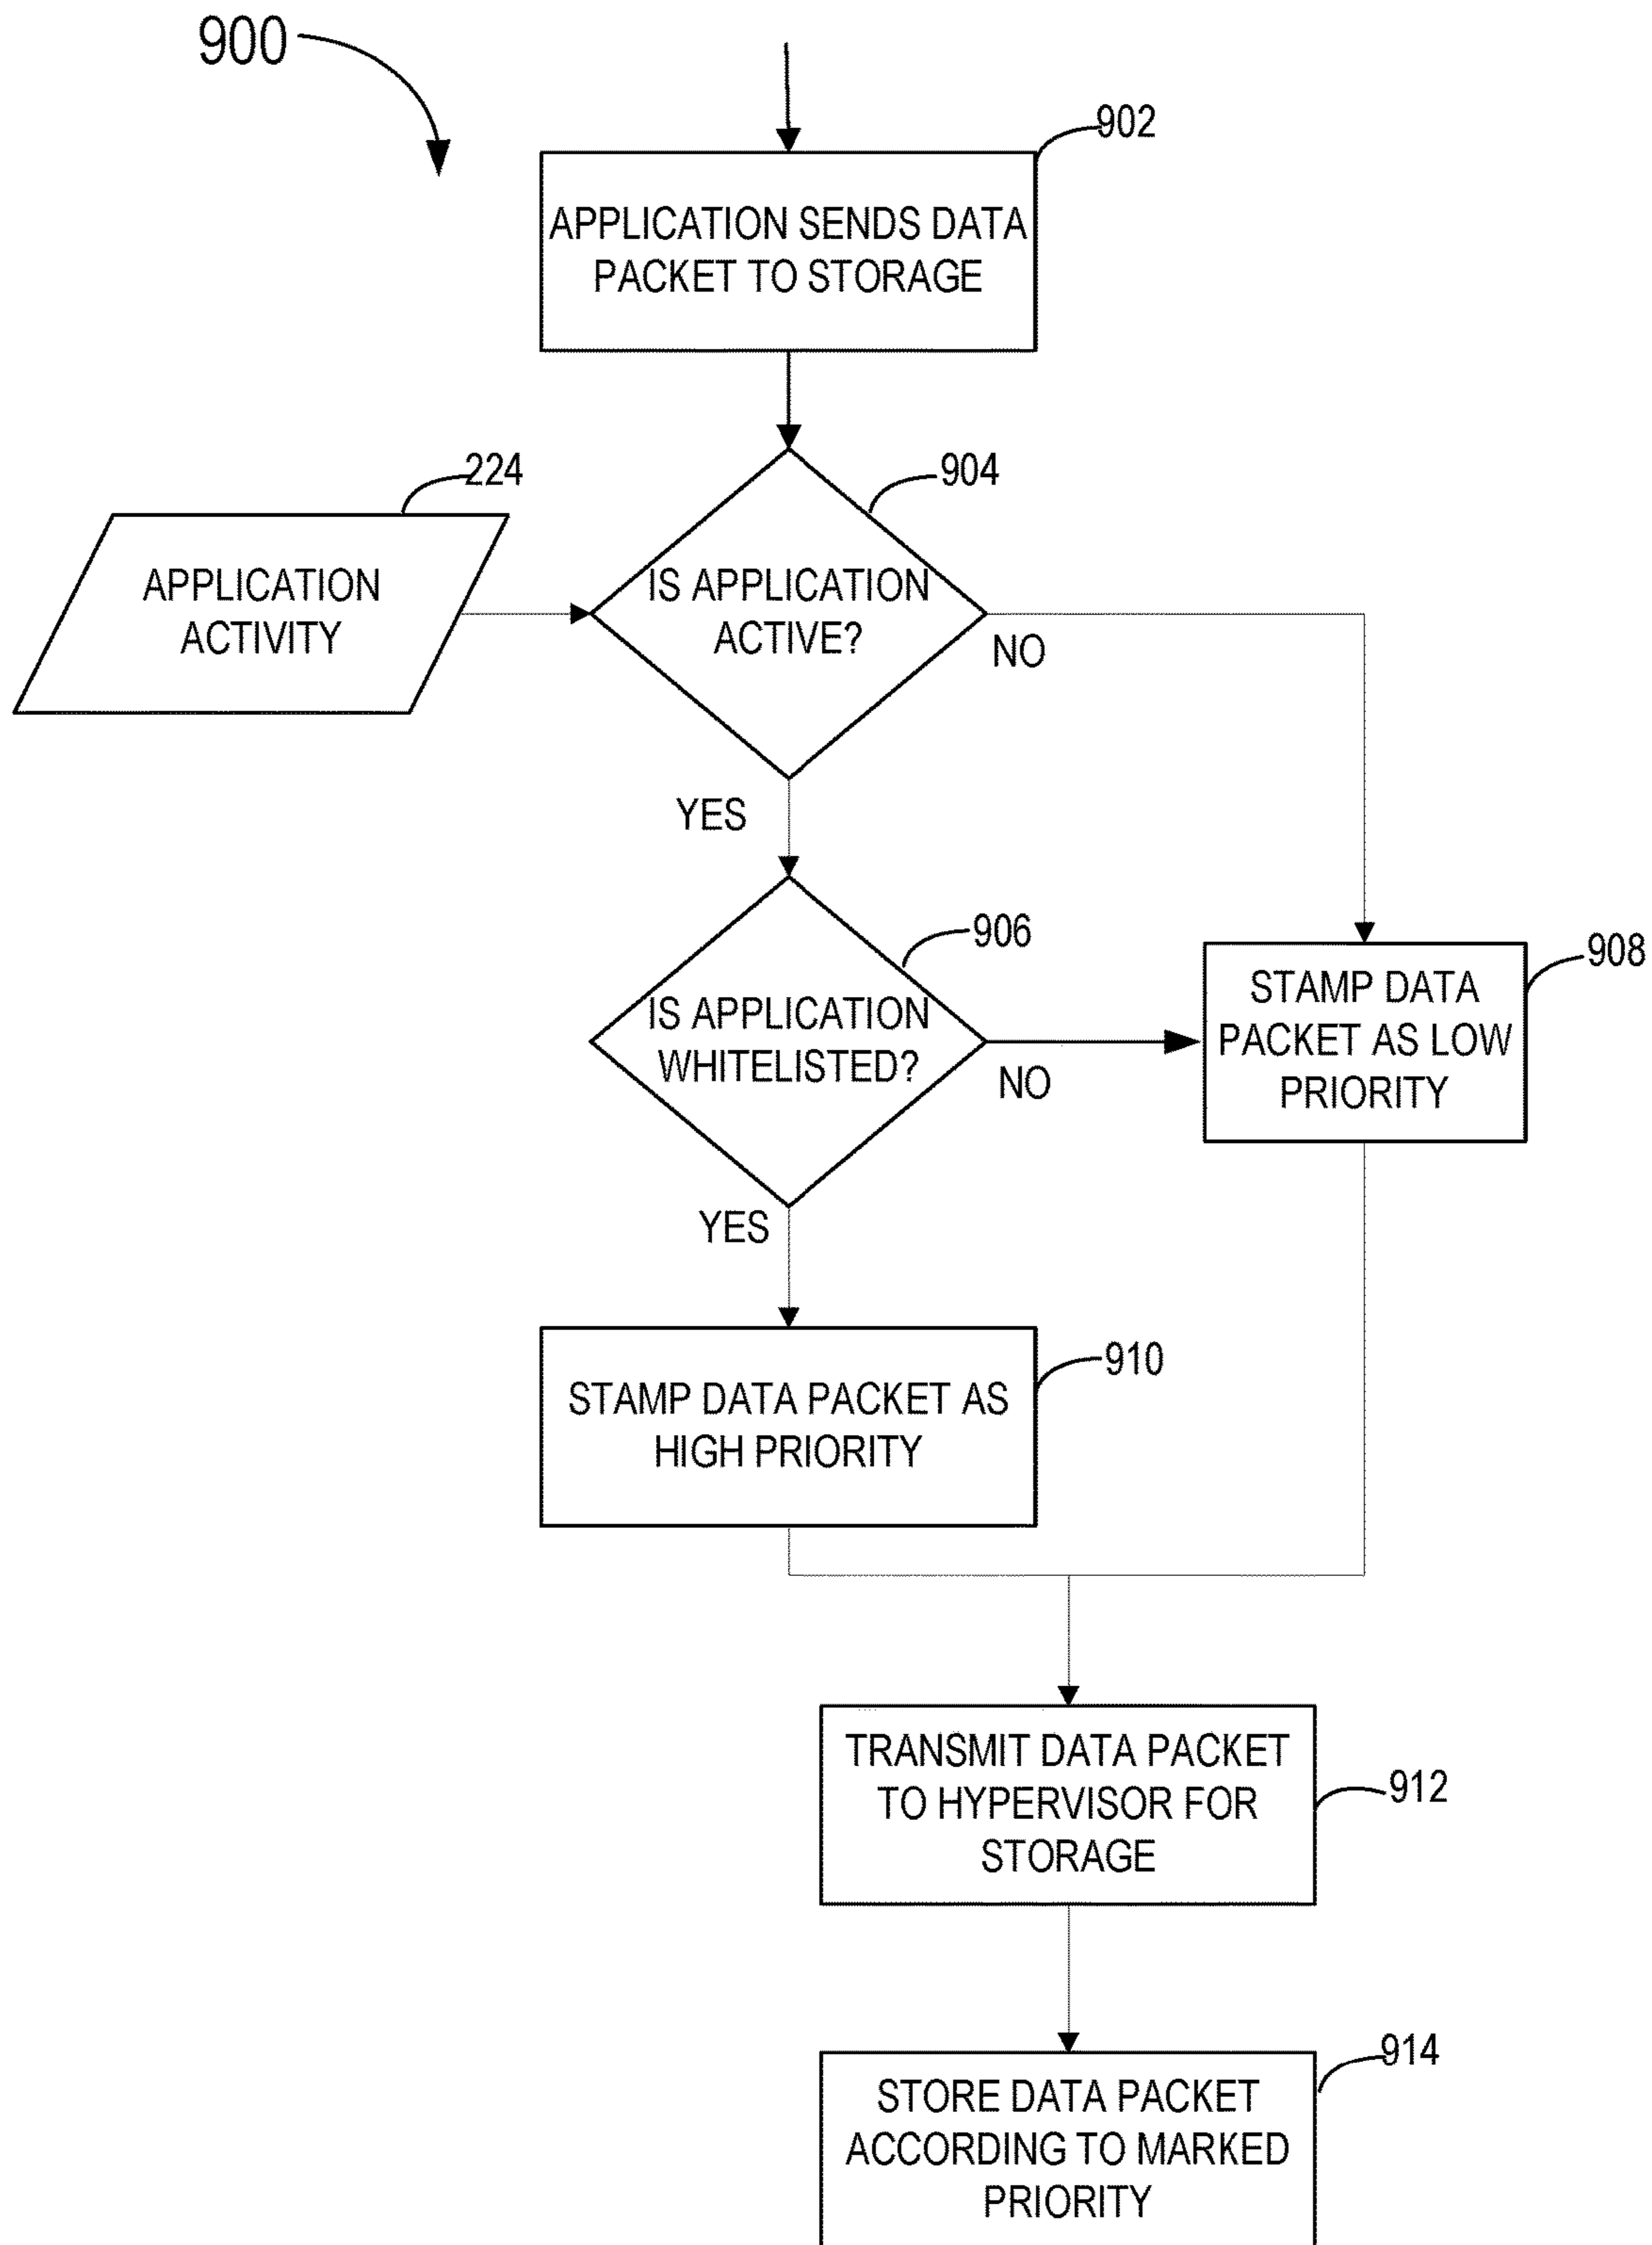 900
902
APPLICATION SENDS DATA
PACKET TO STORAGE
224
904
APPLICATION
ACTIVITY
IS APPLICATION
ACTIVE?
NO
YES
906
908
IS APPLICATION
WHITELISTED?
NO
STAMP DATA
PACKET AS LOW
PRIORITY
YES
910
STAMP DATA PACKET AS
HIGH PRIORITY
TRANSMIT DATA PACKET
TO HYPERVISOR FOR
STORAGE
912
914
STORE DATA PACKET
ACCORDING TO MARKED
PRIORITY